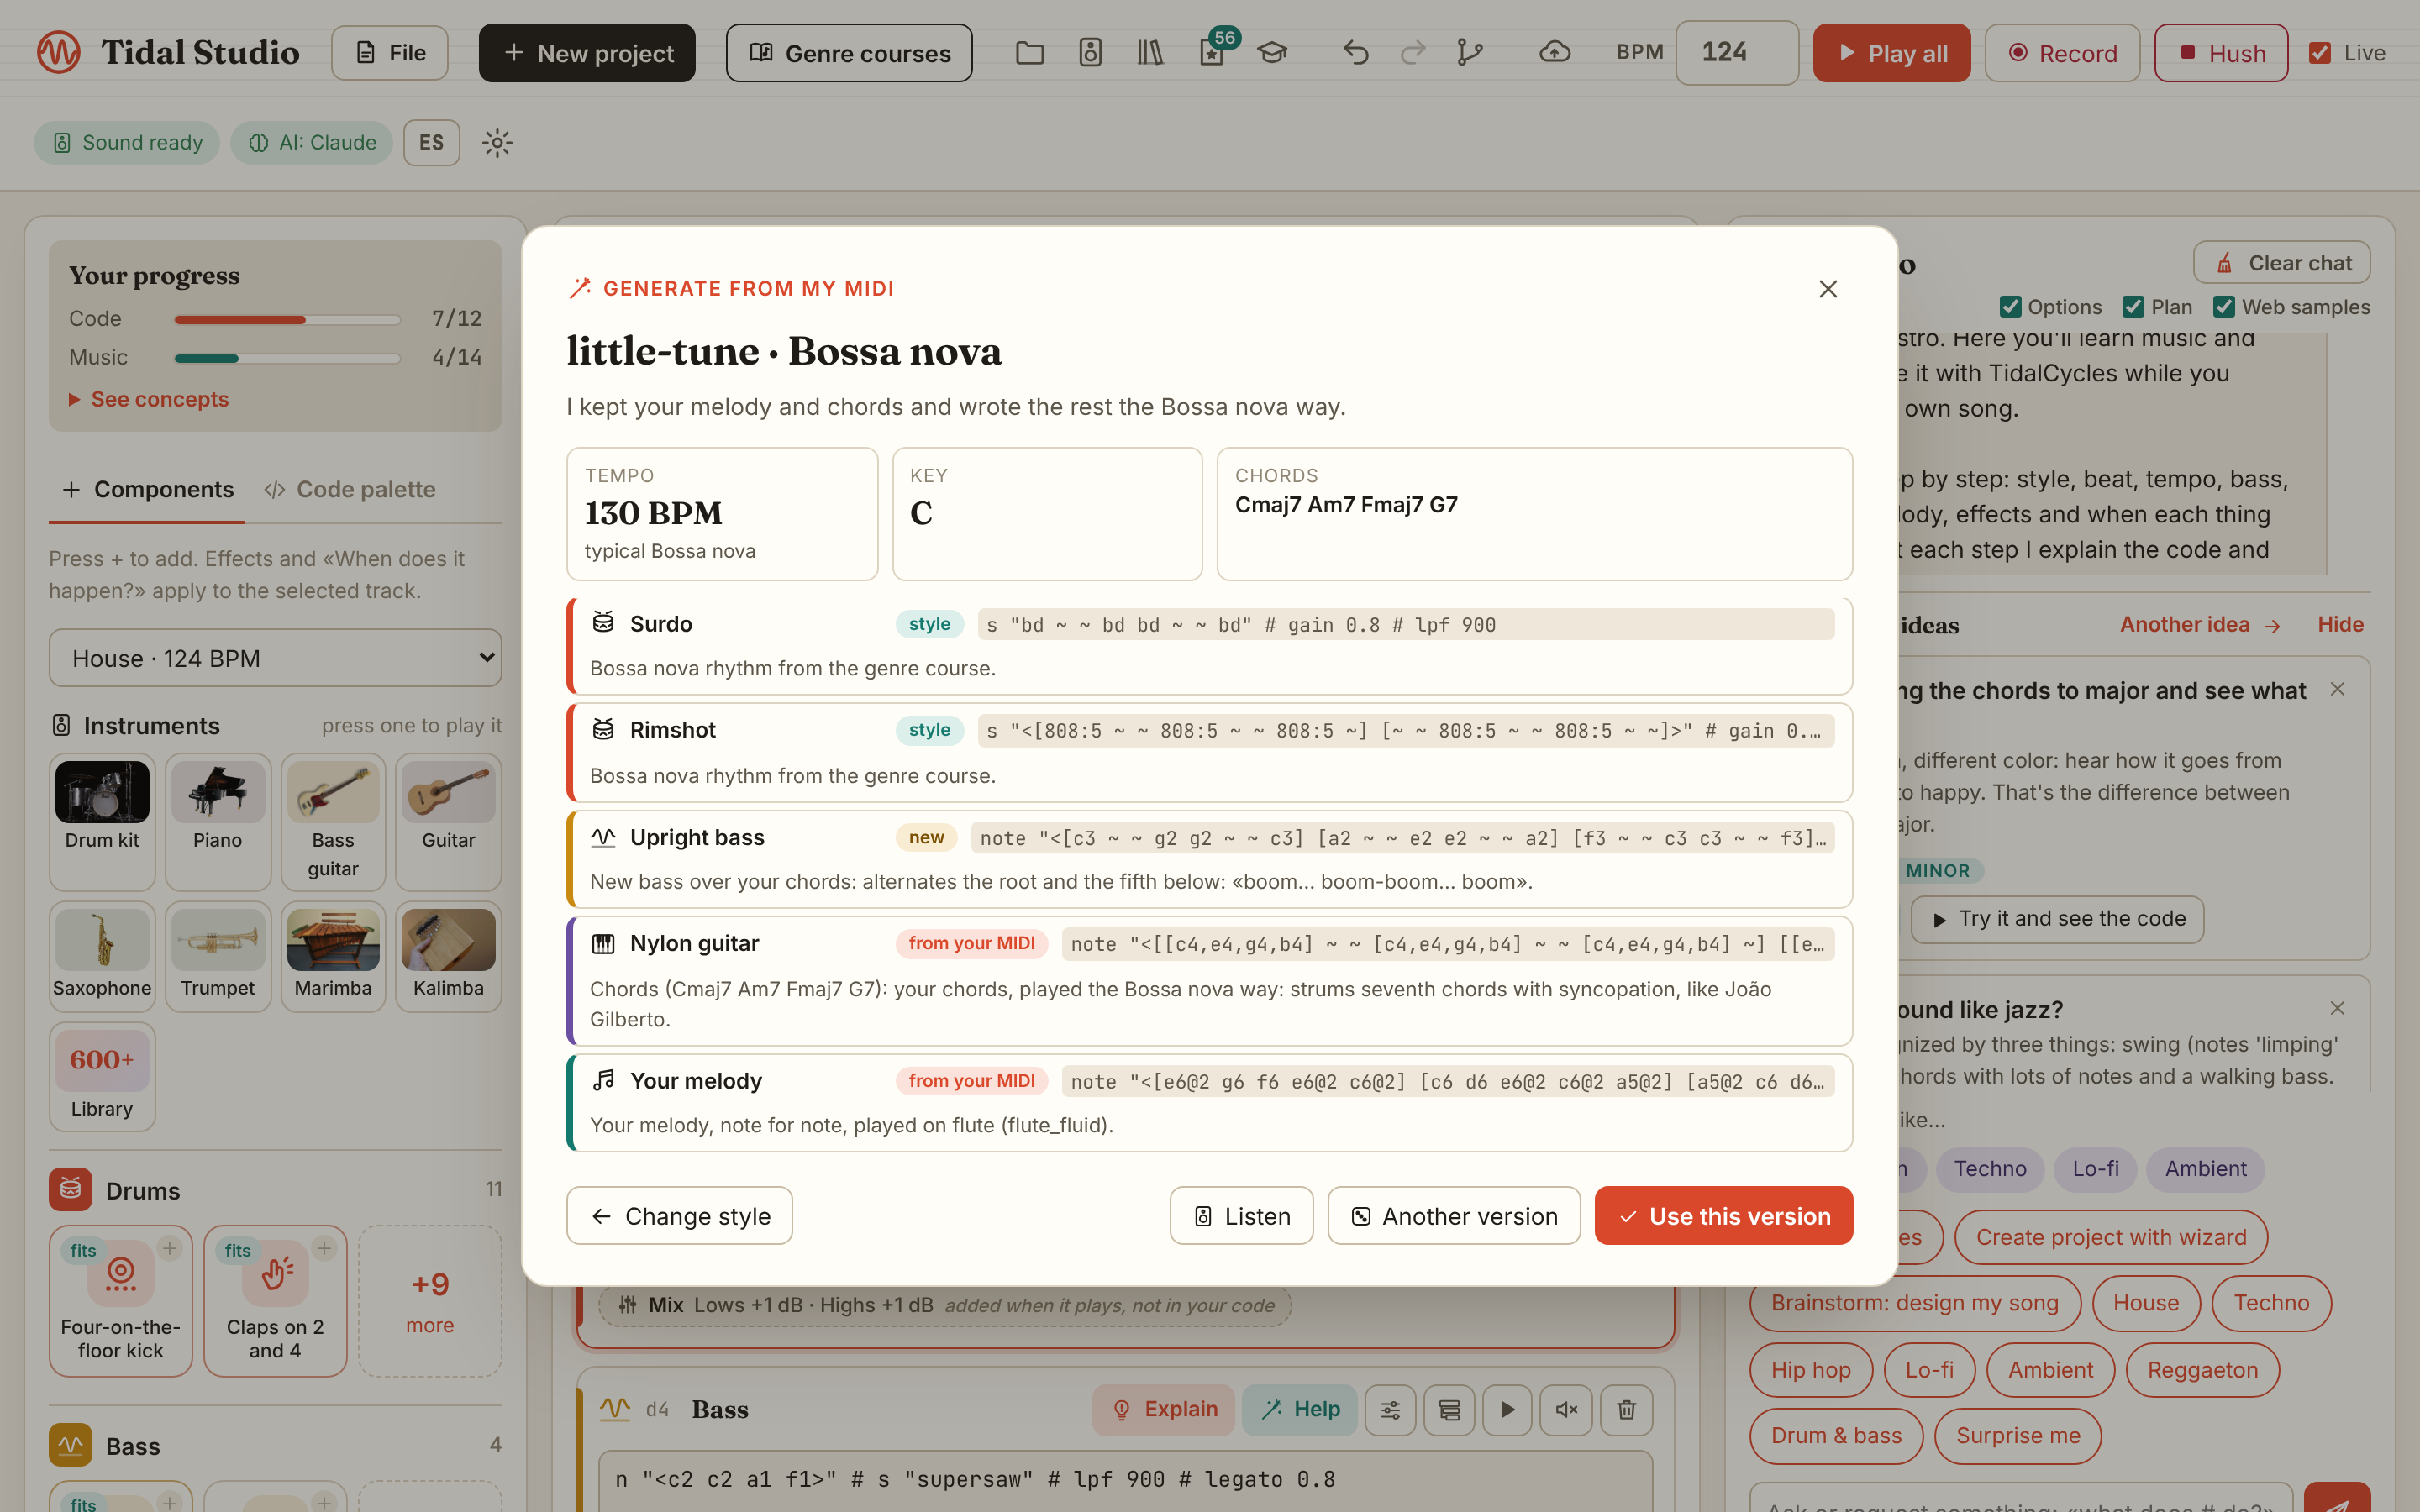 Tidal Studio
File
New project
Genre courses
56
BPM
124
Play all
Record
Hush
Live
Sound ready
AI: Claude
ES
Your progress
Code
7/12
Music
4/14
See concepts
Components
Code palette
Press + to add. Effects and «When does it
happen?» apply to the selected track.
House · 124 BPM
Instruments
press one to play it
Drum kit
Piano
Bass
guitar
Guitar
Saxophone
Trumpet
Marimba
Kalimba
600+
Library
Drums
11
fits
Four-on-the-
floor kick
fits
Claps on 2
and 4
+9
more
Bass
4
fits
GENERATE FROM MY MIDI
little-tune · Bossa nova
I kept your melody and chords and wrote the rest the Bossa nova way.
TEMPO
130 BPM
typical Bossa nova
KEY
C
CHORDS
Cmaj7 Am7 Fmaj7 G7
Surdo
style
s "bd ~ ~ bd bd ~ ~ bd" # gain 0.8 # lpf 900
Bossa nova rhythm from the genre course.
Rimshot
style
s "<[808:5 ~ ~ 808:5 ~ ~ 808:5 ~] [~ ~ 808:5 ~ ~ 808:5 ~ ~]>" # gain 0.…
Bossa nova rhythm from the genre course.
Upright bass
new
note "<[c3 ~ ~ g2 g2 ~ ~ c3] [a2 ~ ~ e2 e2 ~ ~ a2] [f3 ~ ~ c3 c3 ~ ~ f3]…
New bass over your chords: alternates the root and the fifth below: «boom… boom-boom… boom».
Nylon guitar
from your MIDI
note "<[[c4,e4,g4,b4] ~ ~ [c4,e4,g4,b4] ~ ~ [c4,e4,g4,b4] ~] [[e…
Chords (Cmaj7 Am7 Fmaj7 G7): your chords, played the Bossa nova way: strums seventh chords with syncopation, like João
Gilberto.
Your melody
from your MIDI
note "<[e6@2 g6 f6 e6@2 c6@2] [c6 d6 e6@2 c6@2 a5@2] [a5@2 c6 d6…
Your melody, note for note, played on flute (flute_fluid).
Change style
Listen
Another version
Use this version
Mix Lows +1 dB · Highs +1 dB added when it plays, not in your code
d4
Bass
Explain
Help
n "<c2 c2 a1 f1>" # s "supersaw" # lpf 900 # legato 0.8
o
Clear chat
Options
Plan
Web samples
stro. Here you'll learn music and
e it with TidalCycles while you
own song.
p by step: style, beat, tempo, bass,
lody, effects and when each thing
t each step I explain the code and
ideas
Another idea →
Hide
ng the chords to major and see what
, different color: hear how it goes from
to happy. That's the difference between
ajor.
MINOR
Try it and see the code
ound like jazz?
gnized by three things: swing (notes 'limping'
hords with lots of notes and a walking bass.
ike...
Techno
Lo-fi
Ambient
es
Create project with wizard
Brainstorm: design my song
House
Techno
Hip hop
Lo-fi
Ambient
Reggaeton
Drum & bass
Surprise me
Ask or request something: «what does # do?»